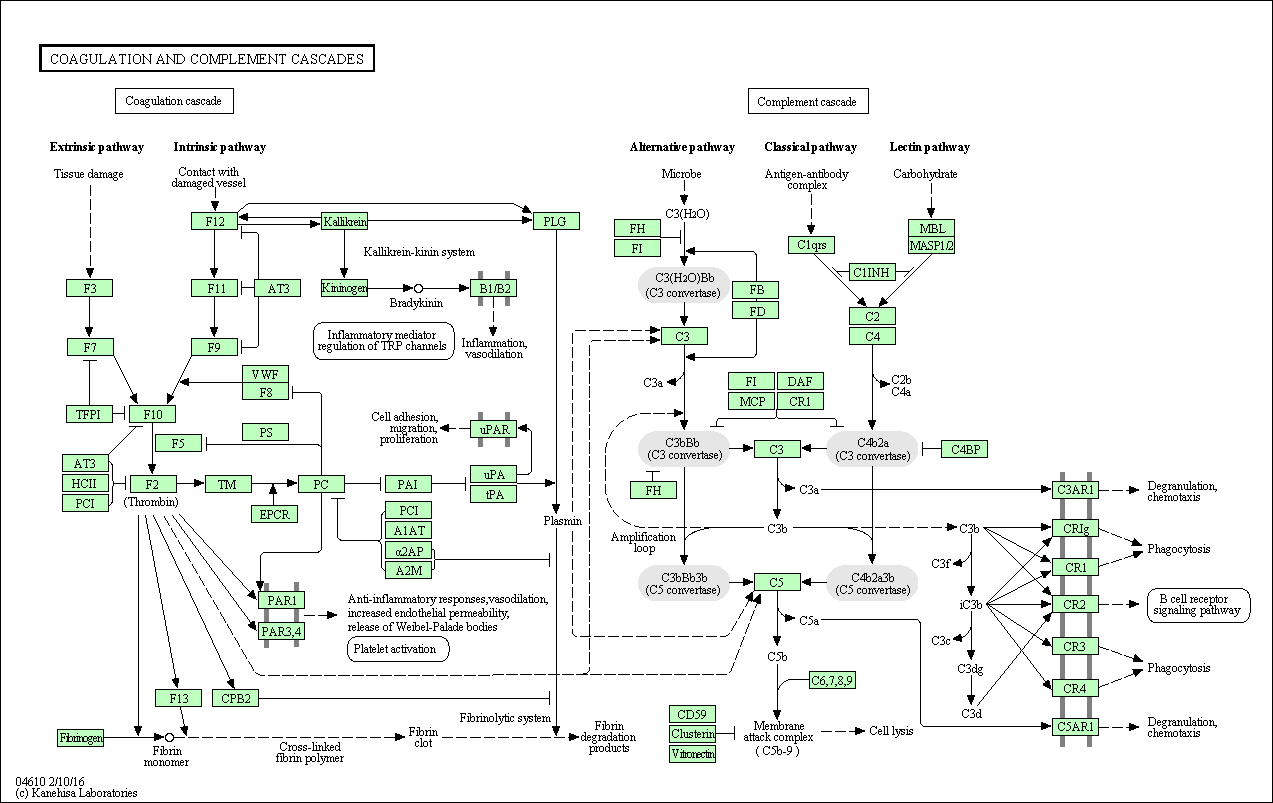 COAGULATION AND COMPLEMENT CASCADES
Coagulation cascade
Complement cascade
Extrinsic pathway
Intrinsic pathway
Alternative pathway
Classical pathway
Lectin pathway
Tissue damage
Contact with
damaged vessel
Microbe
Antigen-antibody
complex
Carbohydrate
F12
Kallikrein
PLG
C3(H2O)
FH
FI
C1qrs
MBL
MASP1/2
Kallikrein-kinin system
C1INH
F3
F11
AT3
Kininogen
Bradykinin
B1/B2
C3(H2O)Bb
(C3 convertase)
FB
FD
C2
C4
Inflammatory mediator
regulation of TRP channels
Inflammation,
vasodilation
F7
F9
C3
VWF
F8
C3a
FI
DAF
MCP
CR1
C2b
C4a
TFPI
F10
Cell adhesion,
migration,
proliferation
uPAR
F5
PS
C3bBb
(C3 convertase)
C3
C4b2a
(C3 convertase)
C4BP
AT3
HCII
PCI
F2
(Thrombin)
TM
PC
PAI
uPA
tPA
FH
C3a
C3AR1
Degranulation,
chemotaxis
EPCR
PCI
A1AT
α2AP
A2M
Plasmin
Amplification
loop
C3b
C3b
CRIg
Phagocytosis
C3f
CR1
C3bBb3b
(C5 convertase)
C5
C4b2a3b
(C5 convertase)
PAR1
PAR3,4
Anti-inflammatory responses,vasodilation,
increased endothelial permeability,
release of Weibel-Palade bodies
Platelet activation
iC3b
CR2
B cell receptor
signaling pathway
C5a
C3c
CR3
C5b
C3dg
Phagocytosis
C6,7,8,9
CR4
F13
CPB2
C3d
Fibrinolytic system
CD59
Clusterin
Vitronectin
Membrane
attack complex
( C5b-9 )
Cell lysis
C5AR1
Degranulation,
chemotaxis
Fibrinogen
Fibrin
monomer
Cross-linked
fibrin polymer
Fibrin
clot
Fibrin
degradation
products
04610 2/10/16
(c) Kanehisa Laboratories